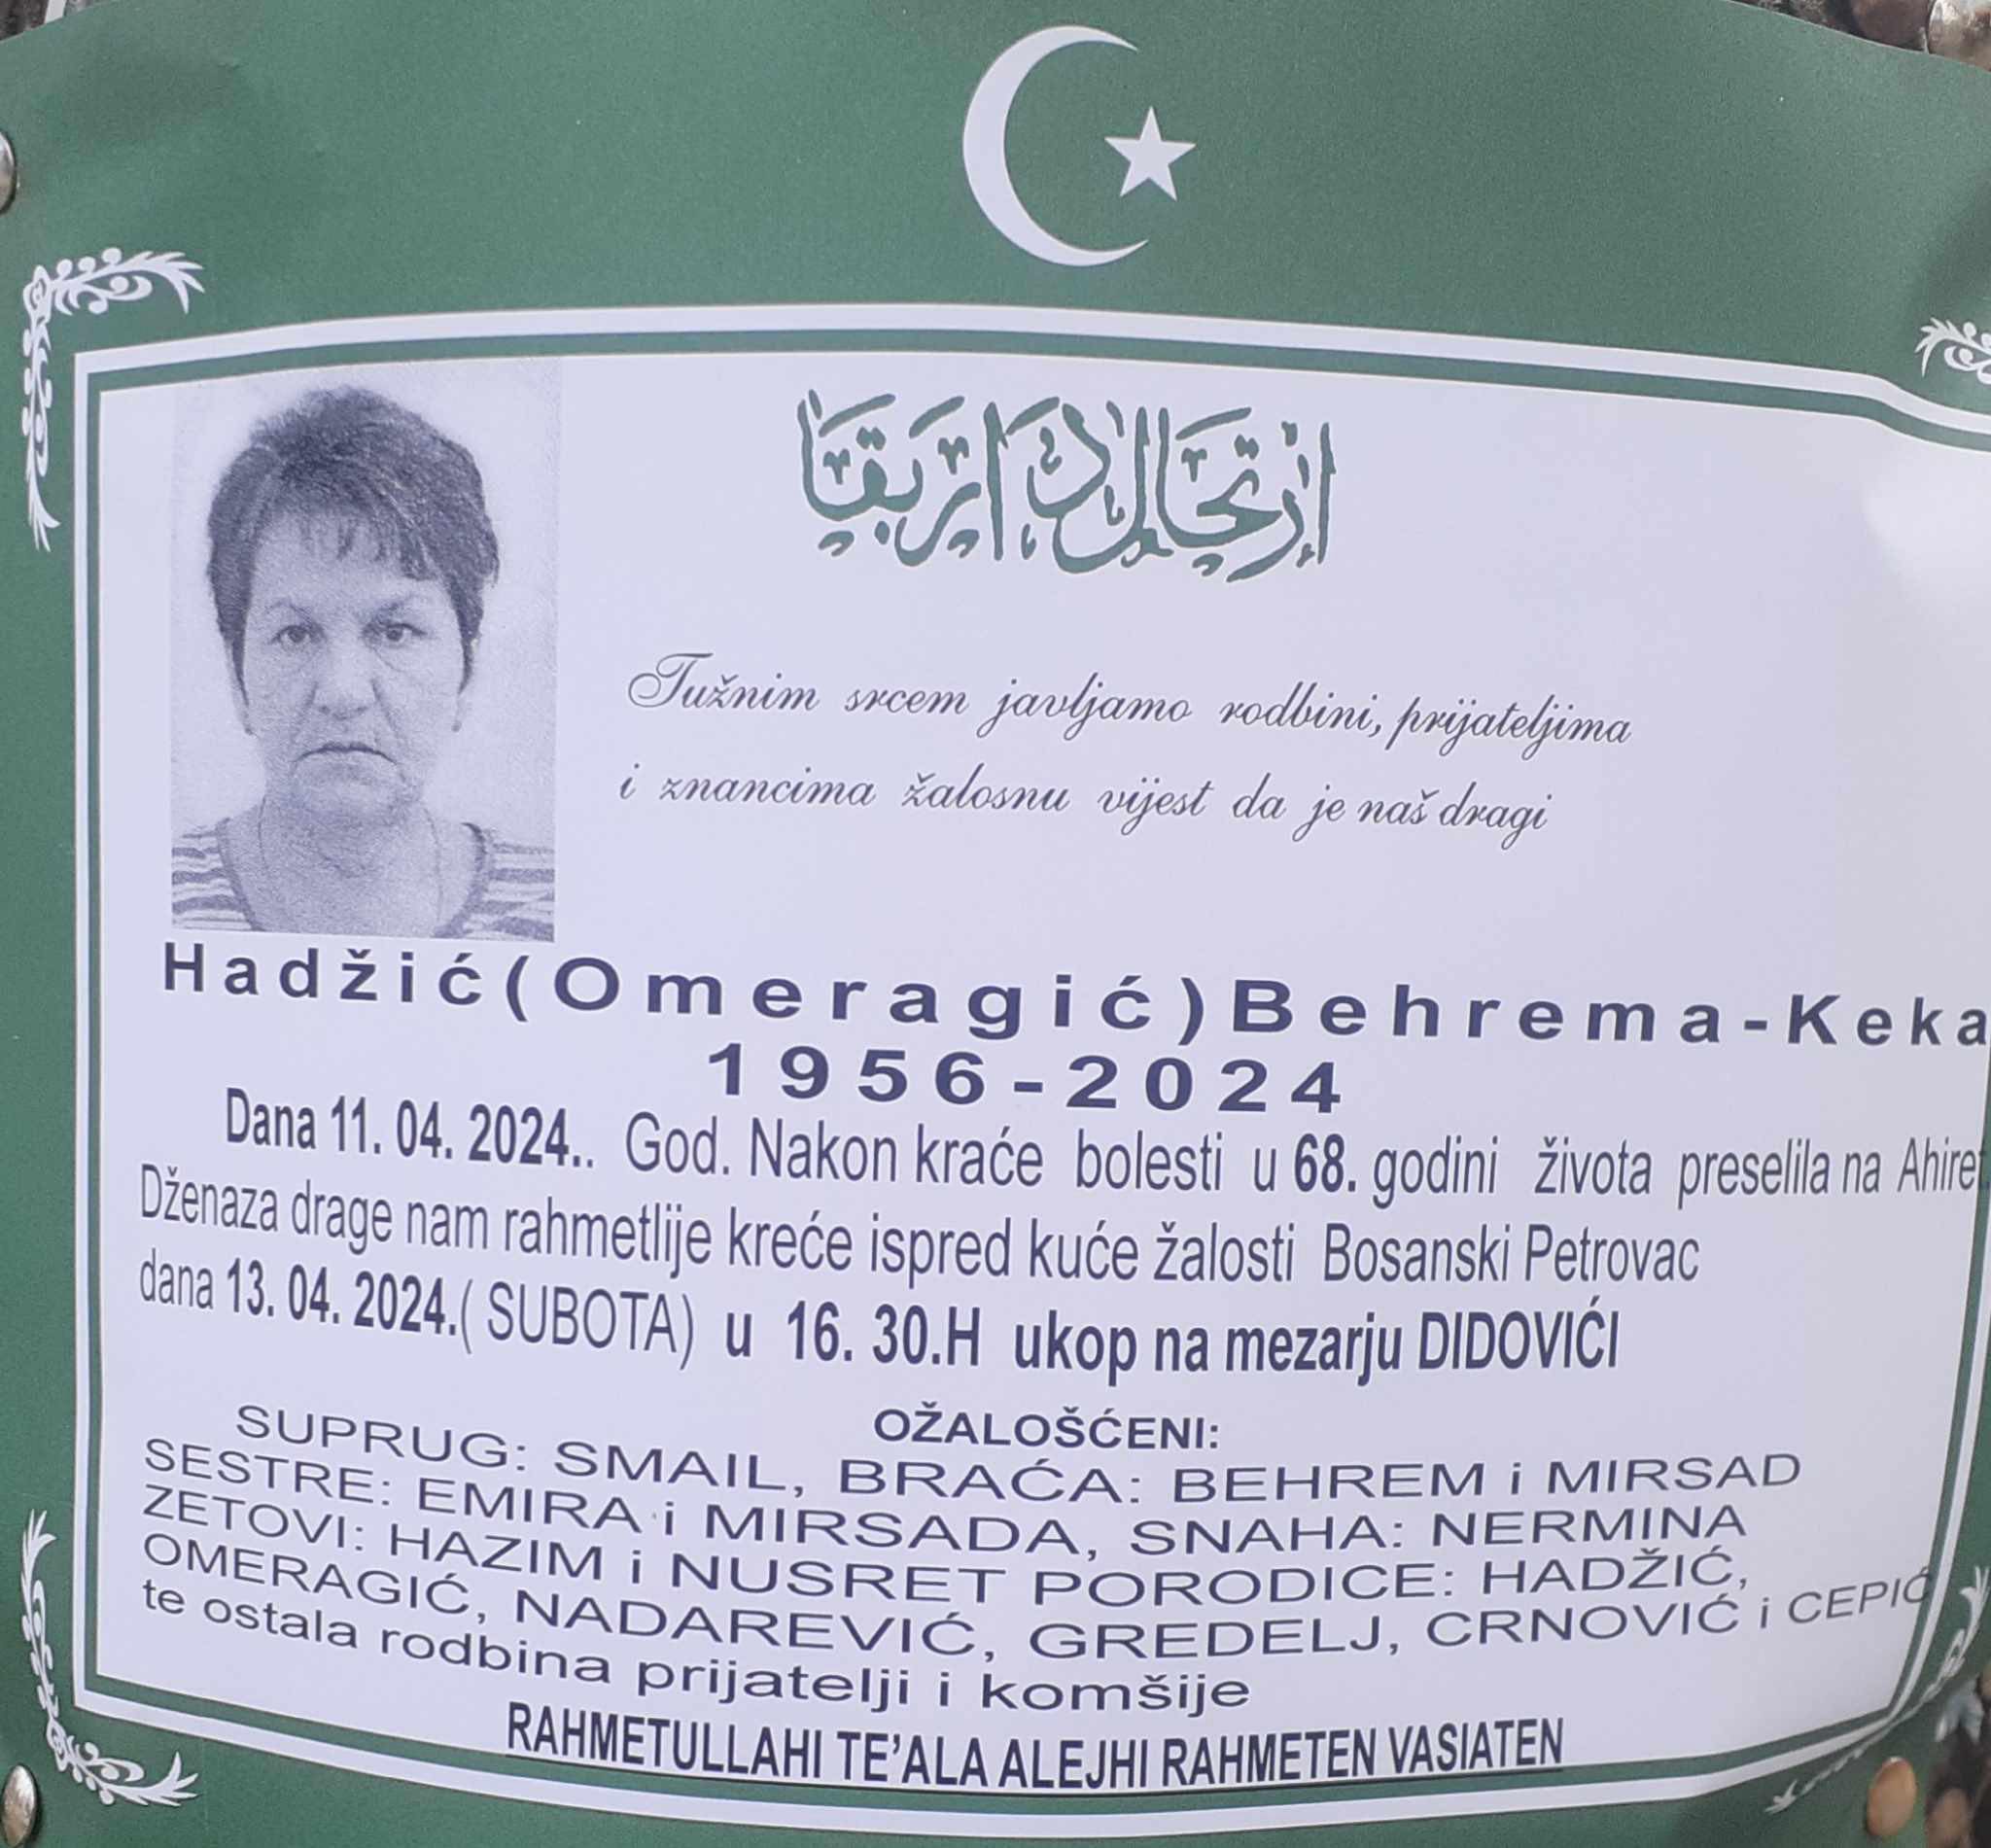 Tužnim srcem javljamo rodbini, prijateljima
i znancima žalosnu vijest da je naš dragi
Hadžić(Omeragić)Behrema-Keka
1956-2024
Dana 11. 04. 2024.. God. Nakon kraće bolesti u 68. godini života preselila na Ahiret
Dženaza drage nam rahmetlije kreće ispred kuće žalosti Bosanski Petrovac
dana 13. 04. 2024.( SUBOTA) u 16. 30.H ukop na mezarju DIDOVIĆI
OŽALOŠĆENI:
SUPRUG: SMAIL, BRAĆA: BEHREM i MIRSAD
SESTRE: EMIRA i MIRSADA, SNAHA: NERMINA
ZETOVI: HAZIM i NUSRET PORODICE: HADŽIĆ,
OMERAGIĆ, NADAREVIĆ, GREDELJ, CRNOVIĆ i CEPIĆ
te ostala rodbina prijatelji i komšije
RAHMETULLAHI TE’ALA ALEJHI RAHMETEN VASIATEN